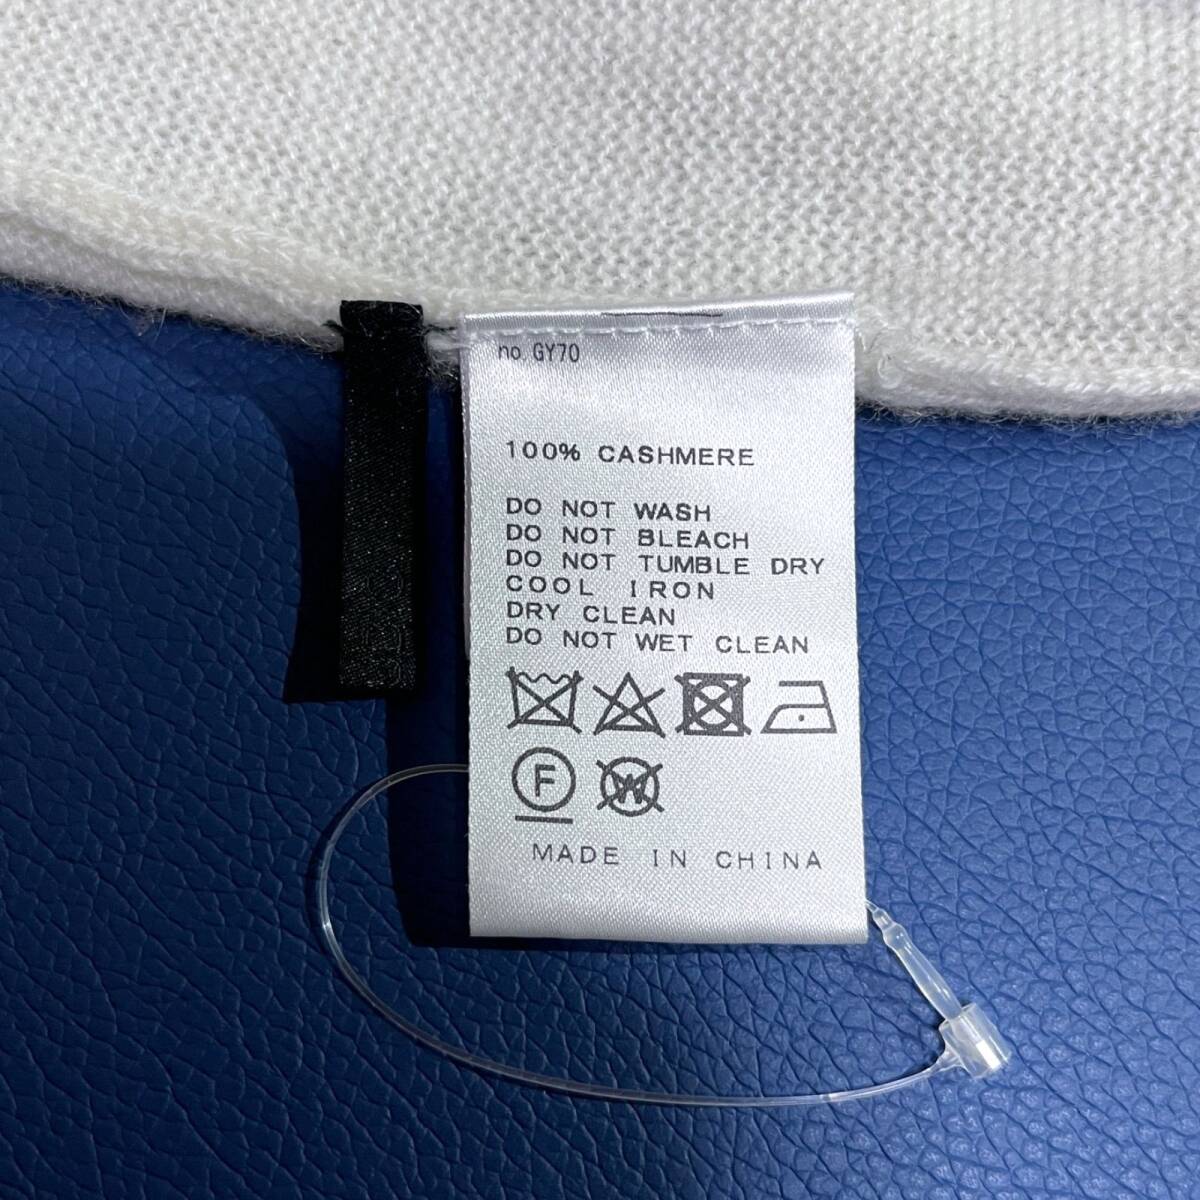 no GY70
100% CASHMERE
DO NOT WASH
DO NOT BLEACH
DO NOT TUMBLE DRY
COOL IRON
DRY CLEAN
DO NOT WET CLEAN
F W
MADE IN CHINA